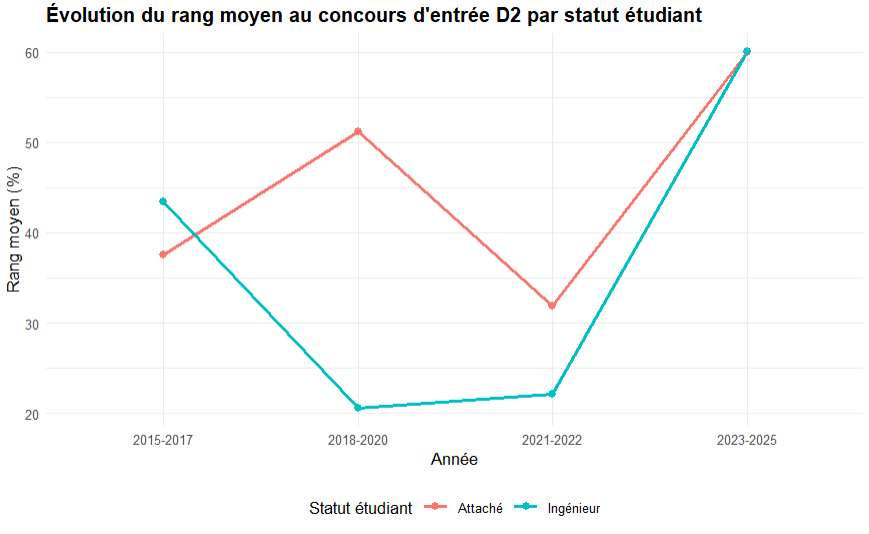 Évolution du rang moyen au concours d'entrée D2 par statut étudiant
Rang moyen (%)
60
50
40
30
20
2015-2017
2018-2020
2021-2022
2023-2025
Année
Statut étudiant
Attaché
Ingénieur